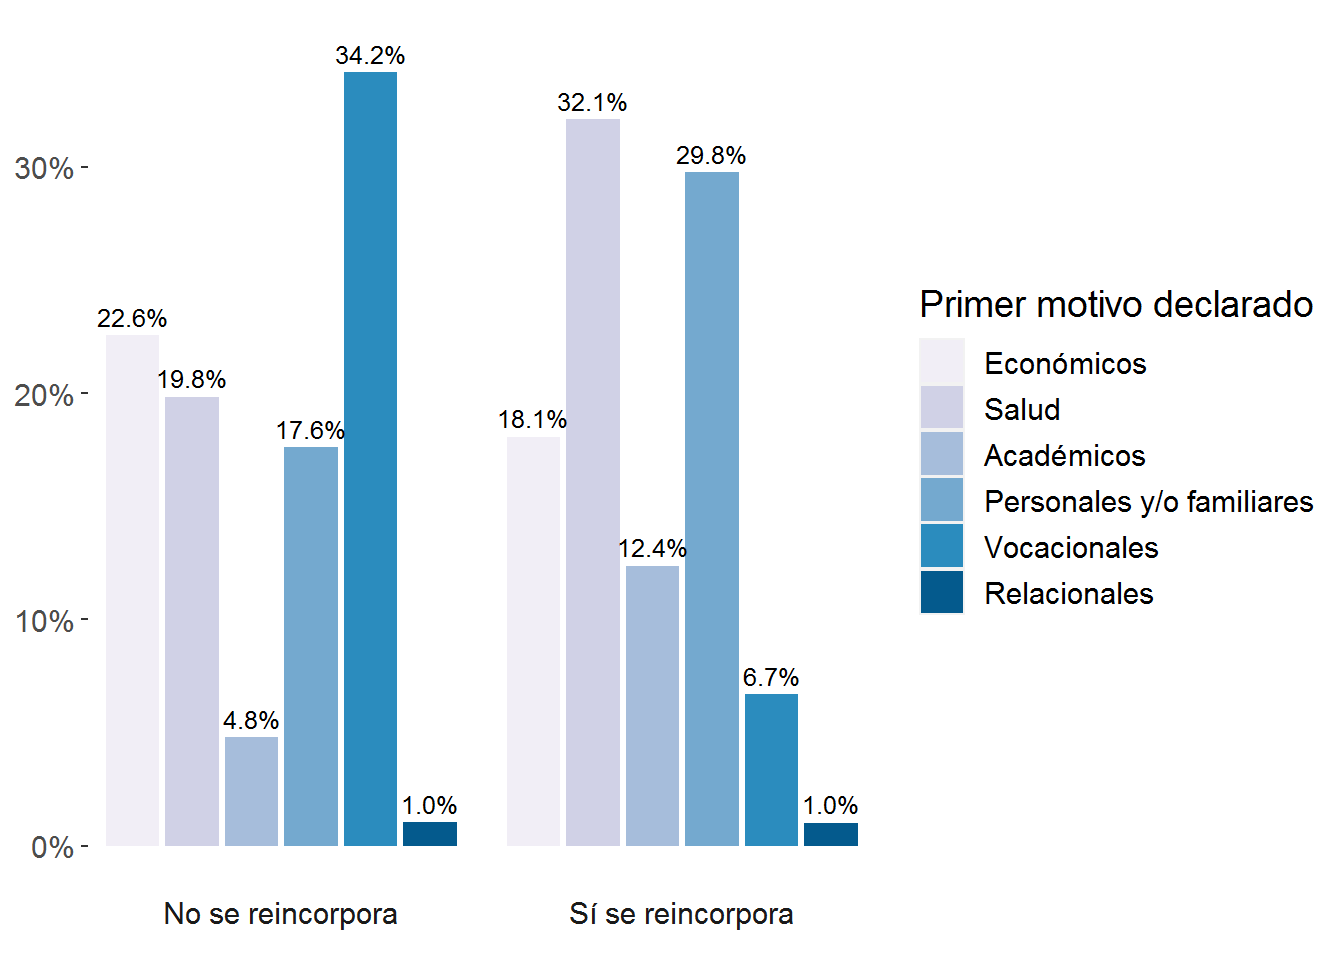 34.2%
32.1%
29.8%
30%
22.6%
19.8%
20%
17.6%
18.1%
12.4%
10%
4.8%
6.7%
1.0%
1.0%
0%
No se reincorpora
Sí se reincorpora
Primer motivo declarado
Económicos
Salud
Académicos
Personales y/o familiares
Vocacionales
Relacionales